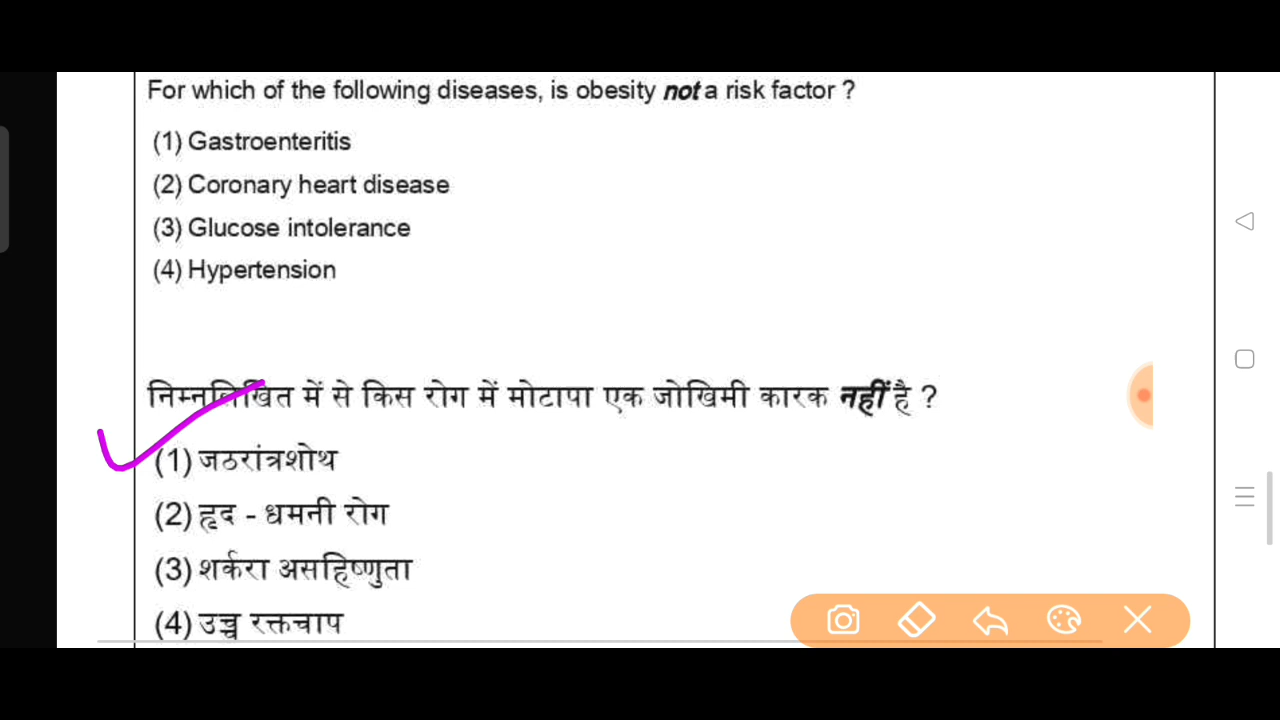 For which of the following diseases, is obesity not a risk factor ?
(1) Gastroenteritis
(2) Coronary heart disease
(3) Glucose intolerance
(4) Hypertension
निम्नलिखित में से किस रोग में मोटापा एक जोखिमी कारक नहीं है ?
(1) जठरांत्रशोथ
(2) हृद - धमनी रोग
(3) शर्करा असहिष्णुता
(4) उच्च रक्तचाप